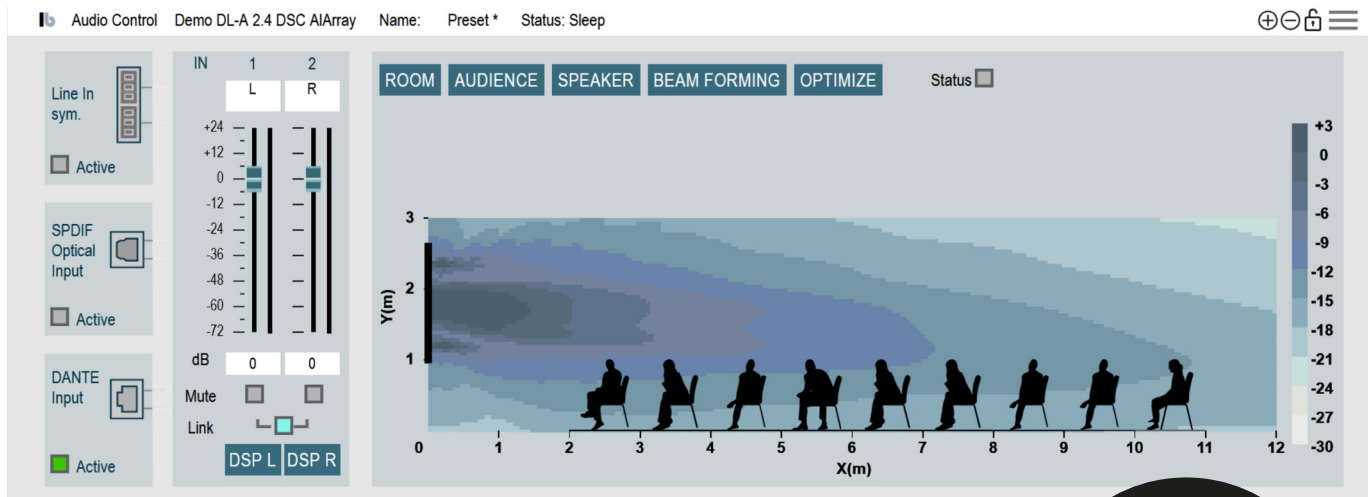 lb Audio Control Demo DL-A 2.4 DSC AIArray Name: Preset * Status: Sleep
Line In
sym.
Active
SPDIF
Optical
Input
Active
DANTE
Input
Active
IN 1 2
L R
+24
+12
0
-12
-24
-36
-48
-60
-72
dB 0 0
Mute
Link
DSP L DSP R
ROOM AUDIENCE SPEAKER BEAM FORMING OPTIMIZE Status
3
2
1
Y(m)
0 1 2 3 4 5 6 7 8 9 10 11 12
X(m)
+3
0
-3
-6
-9
-12
-15
-18
-21
-24
-27
-30